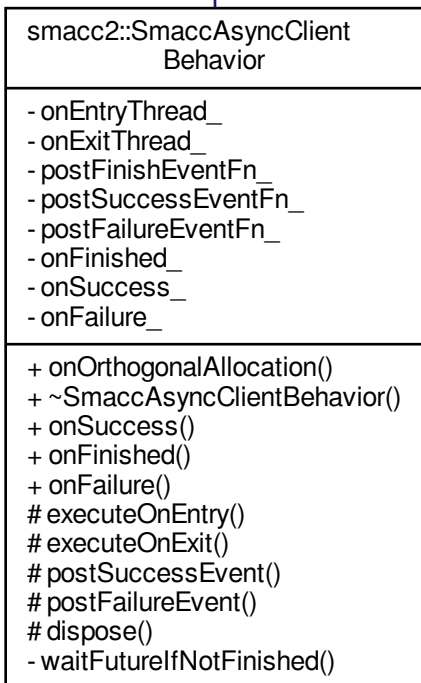 smacc2::SmaccAsyncClient
Behavior
- onEntryThread_
- onExitThread_
- postFinishEventFn_
- postSuccessEventFn_
- postFailureEventFn_
- onFinished_
- onSuccess_
- onFailure_
+ onOrthogonalAllocation()
+ ~SmaccAsyncClientBehavior()
+ onSuccess()
+ onFinished()
+ onFailure()
# executeOnEntry()
# executeOnExit()
# postSuccessEvent()
# postFailureEvent()
# dispose()
- waitFutureIfNotFinished()